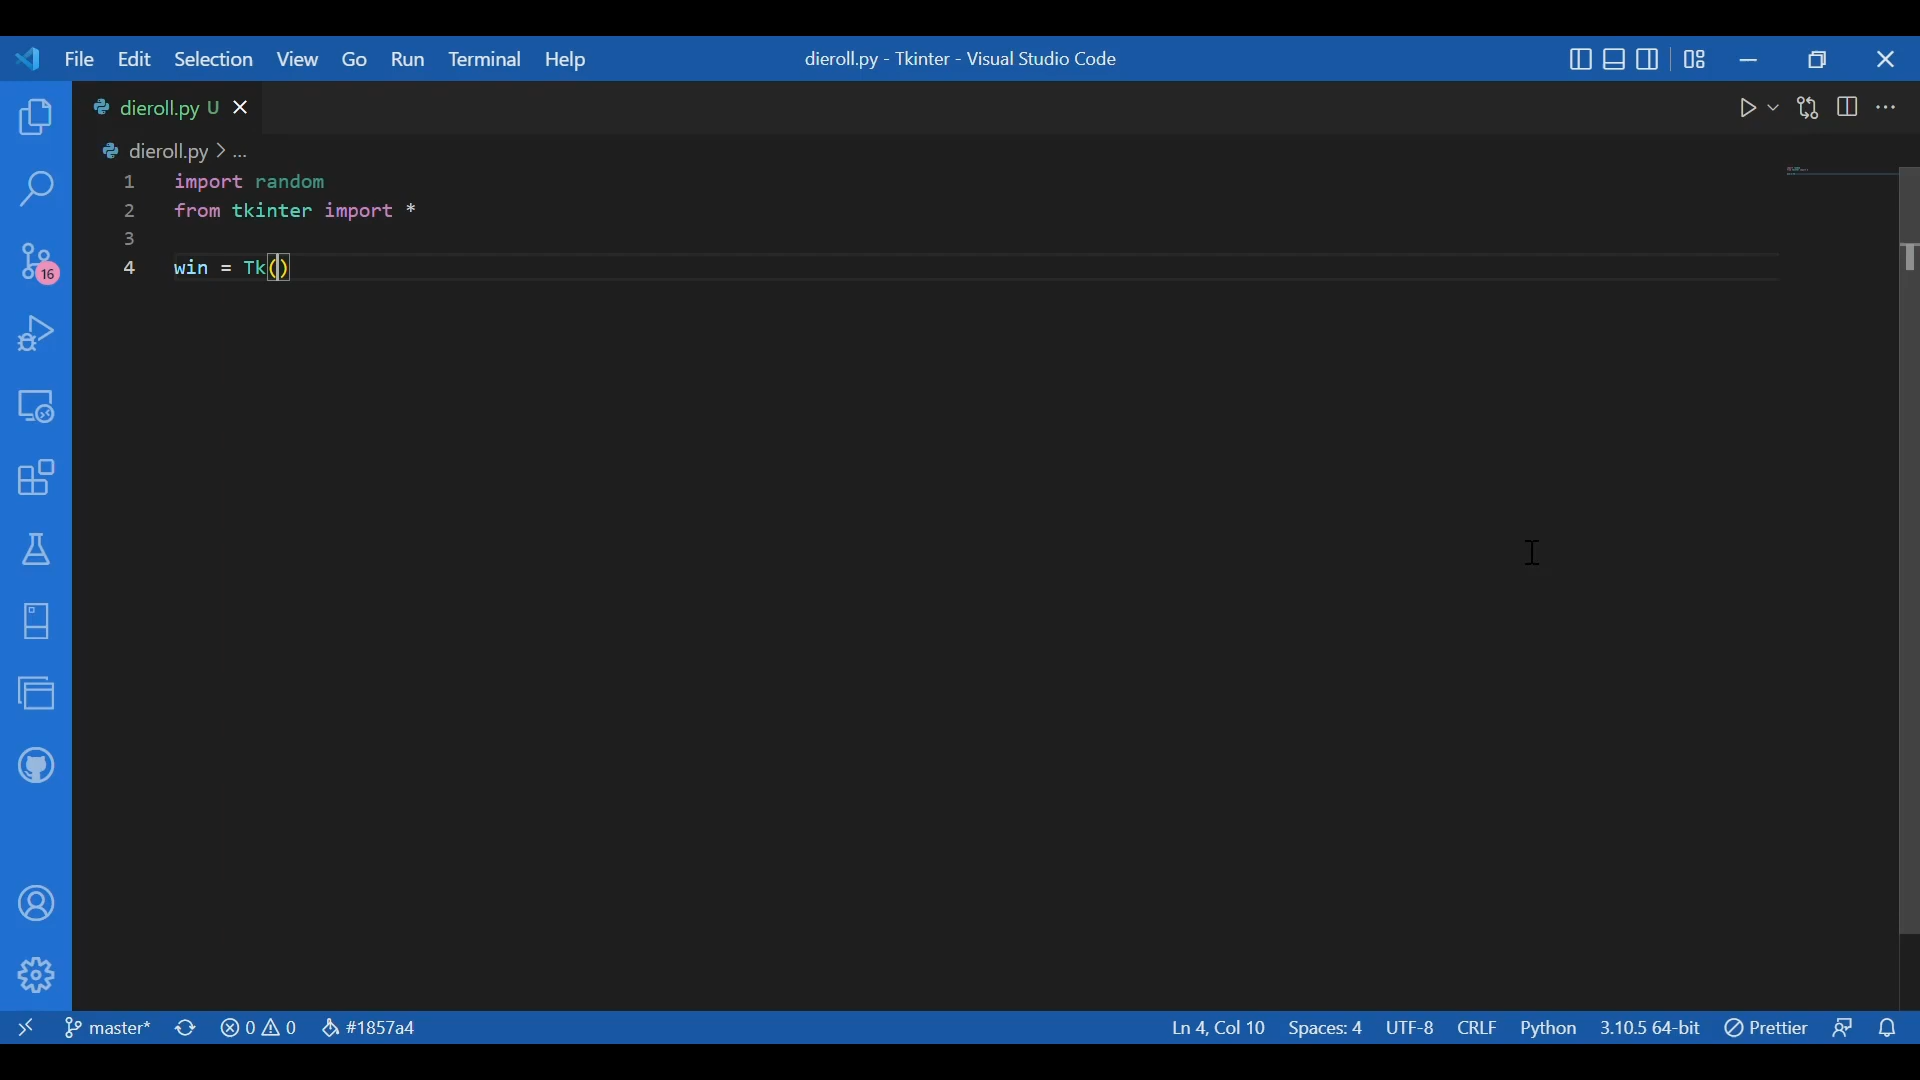 File Edit Selection View Go Run Terminal Help dieroll.py - Tkinter - Visual Studio Code
dieroll.py U
dieroll.py > ...
1 import random
2 from tkinter import *
3
4 win = Tk()
16
master* 0 0 #1857a4 Ln 4, Col 10 Spaces: 4 UTF-8 CRLF Python 3.10.5 64-bit Prettier